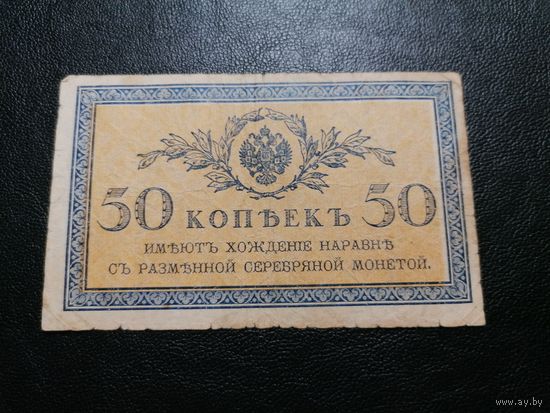 50 КОПѢЕКЪ 50
ИМѢЮТЪ ХОЖДЕНІЕ НАРАВНѢ
СЪ РАЗМѢННОЙ СЕРЕБРЯНОЙ МОНЕТОЙ.
www.ay.by